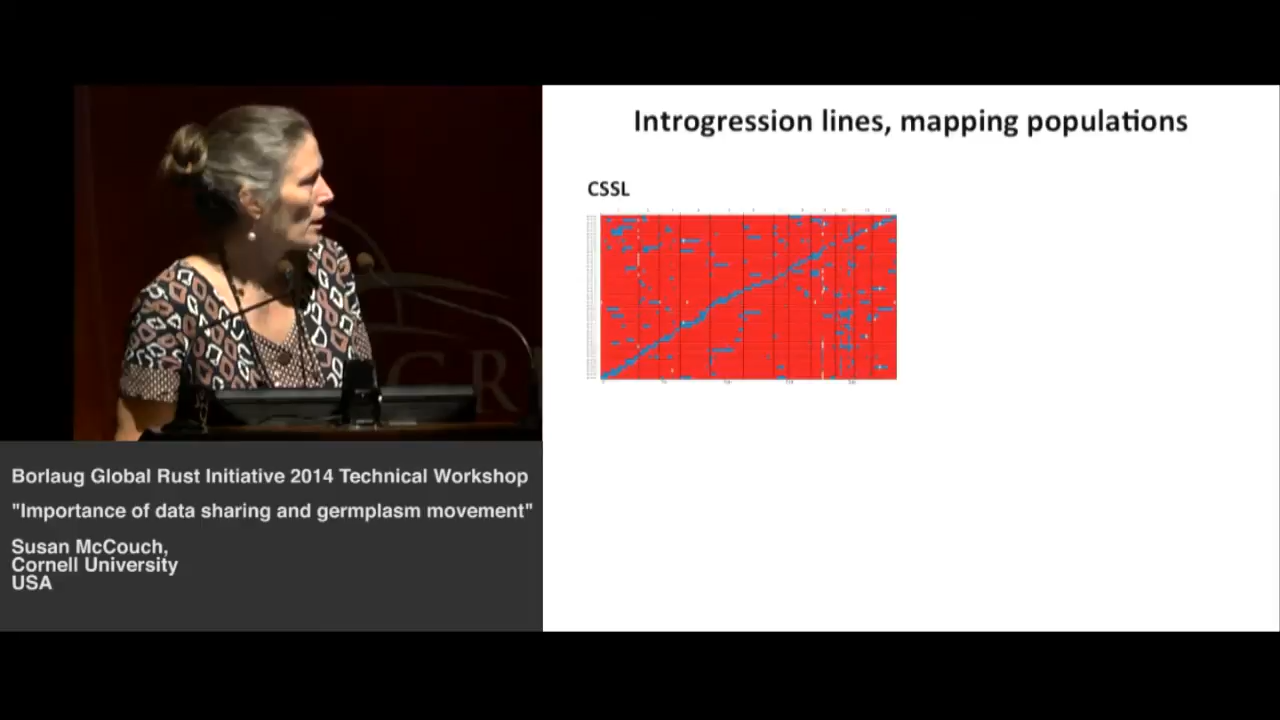 Introgression lines, mapping populations
CSSL
Borlaug Global Rust Initiative 2014 Technical Workshop
"Importance of data sharing and germplasm movement"
Susan McCouch,
Cornell University
USA